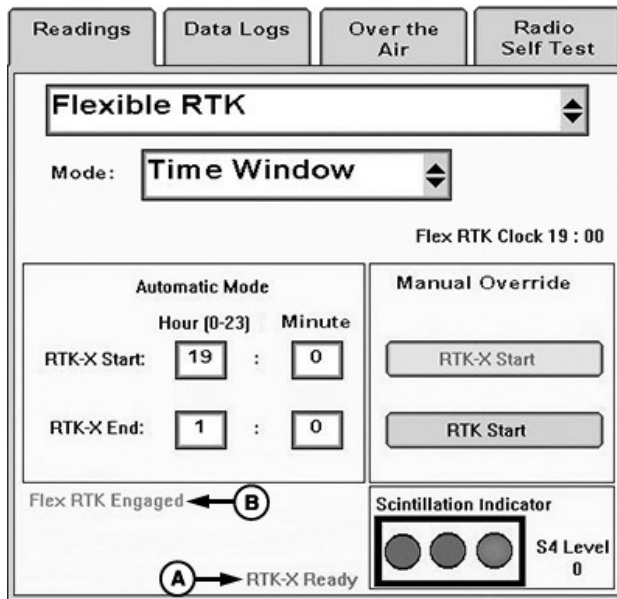 Readings
Data Logs
Over the
Air
Radio
Self Test
Flexible RTK
Mode:
Time Window
Flex RTK Clock 19 : 00
Automatic Mode
Hour (0-23) Minute
RTK-X Start: 19 : 0
RTK-X End: 1 : 0
Manual Override
RTK-X Start
RTK Start
Flex RTK Engaged B
A RTK-X Ready
Scintillation Indicator
S4 Level
0